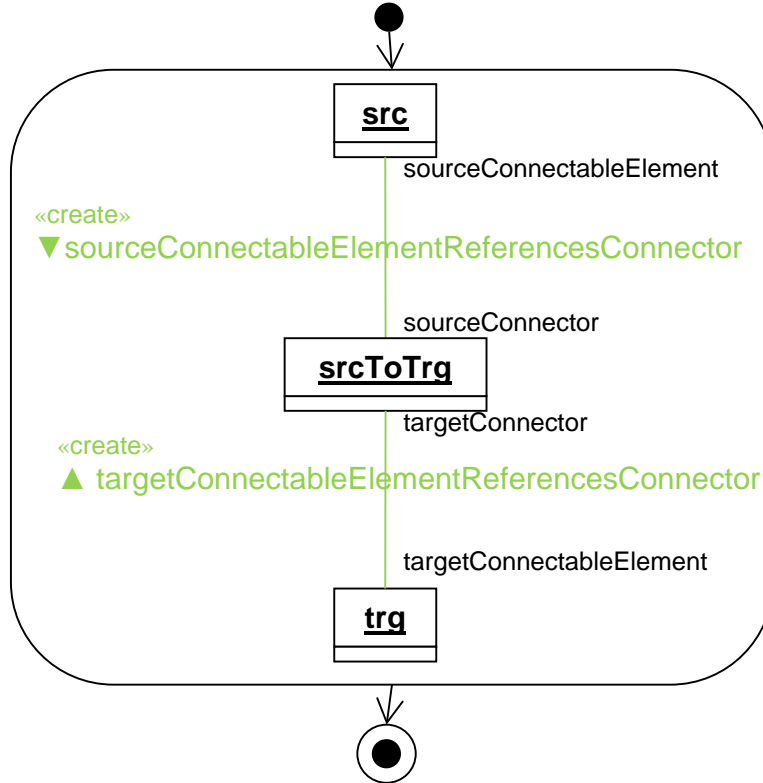 src
sourceConnectableElement
«create»
▼sourceConnectableElementReferencesConnector
sourceConnector
srcToTrg
targetConnector
«create»
▲ targetConnectableElementReferencesConnector
targetConnectableElement
trg